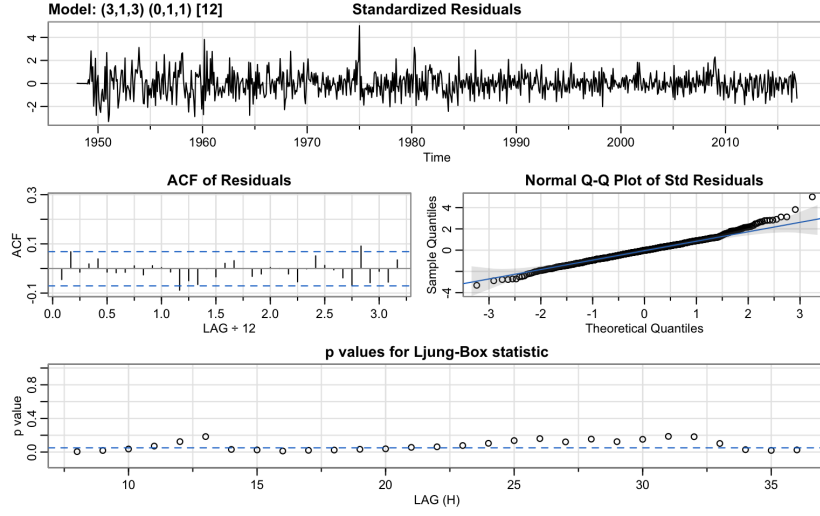 Model: (3,1,3) (0,1,1) [12]
Standardized Residuals
4
2
0
-2
1950 1960 1970 1980 1990 2000 2010
Time
ACF of Residuals
ACF
0.3
0.1
-0.1
0.0 0.5 1.0 1.5 2.0 2.5 3.0
LAG ÷ 12
Normal Q-Q Plot of Std Residuals
Sample Quantiles
4
2
0
-4
-3 -2 -1 0 1 2 3
Theoretical Quantiles
p values for Ljung-Box statistic
p value
0.8
0.4
0.0
10 15 20 25 30 35
LAG (H)